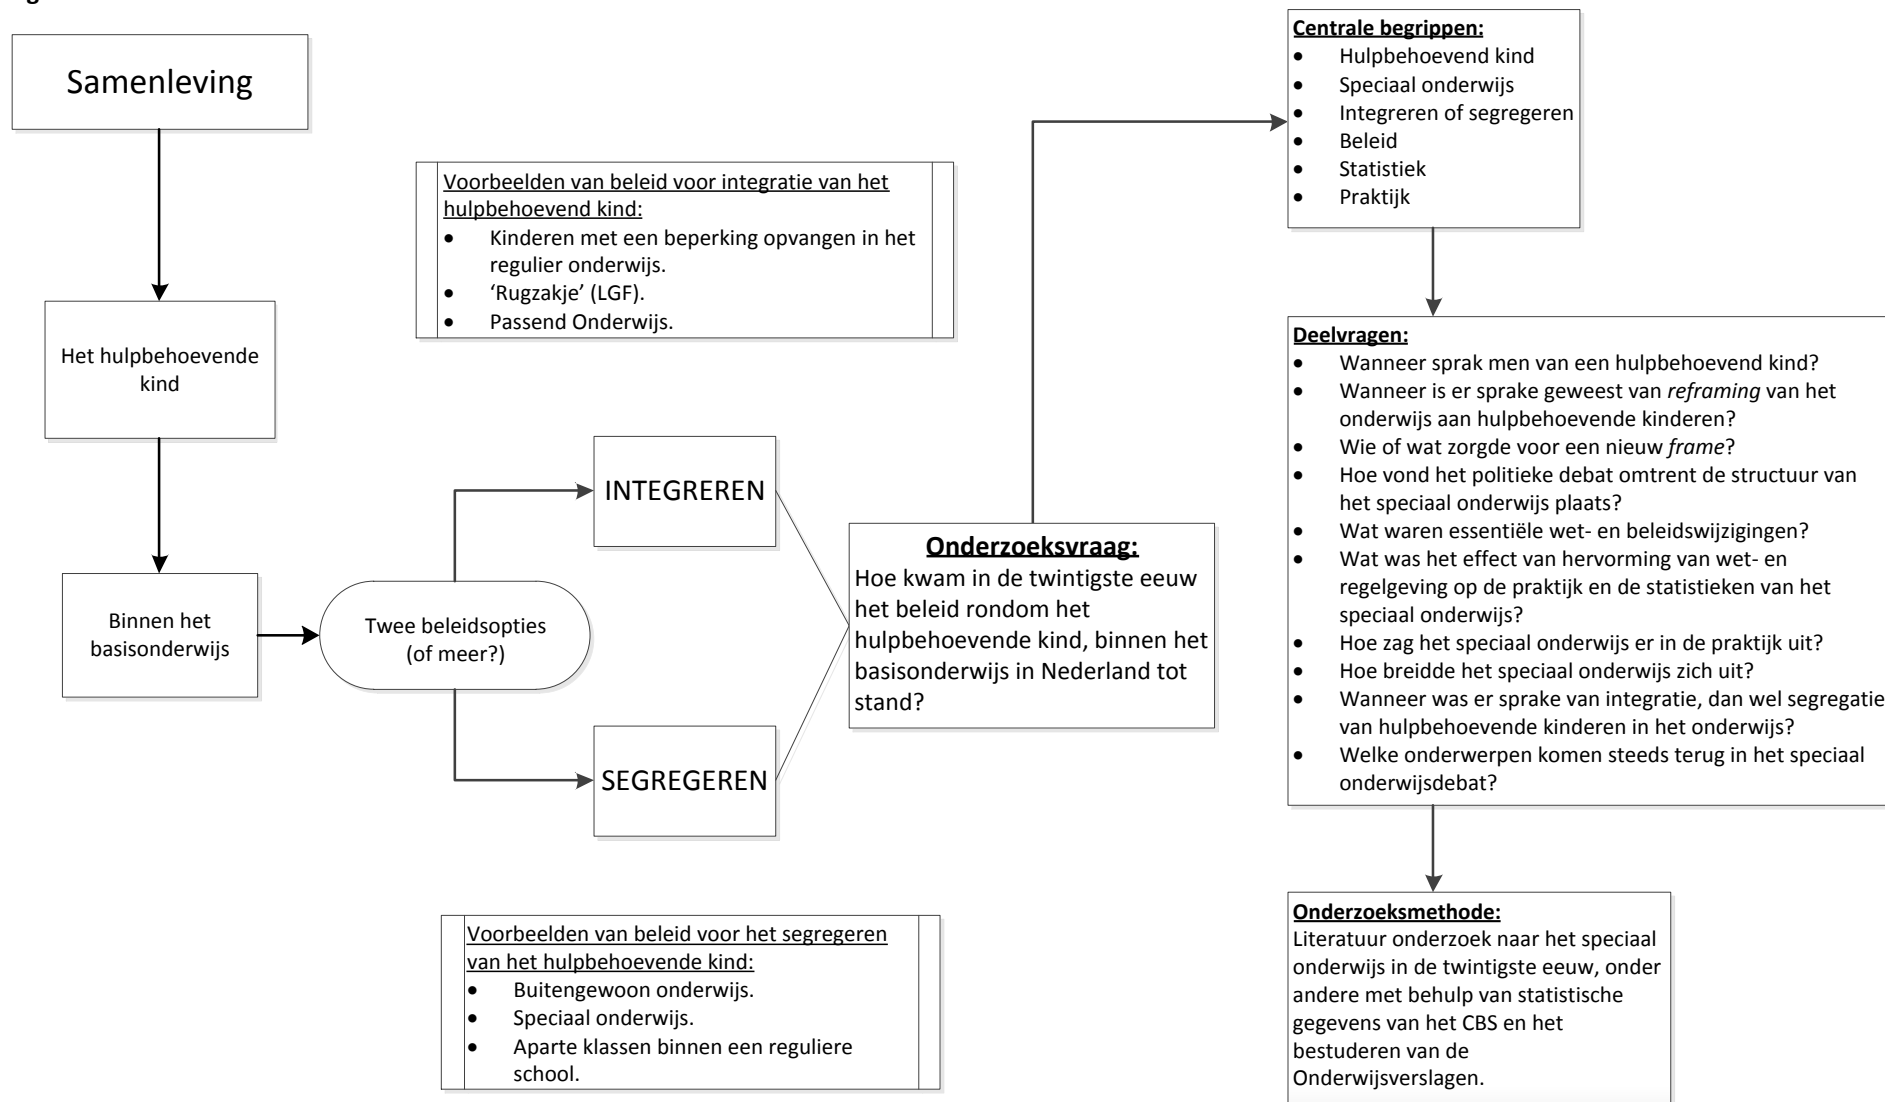 Samenleving
Het hulpbehoevende
kind
Binnen het
basisonderwijs
Twee beleidsopties
(of meer?)
Voorbeelden van beleid voor integratie van het
hulpbehoevend kind:
• Kinderen met een beperking opvangen in het
regulier onderwijs.
• ‘Rugzakje’ (LGF).
• Passend Onderwijs.
INTEGREREN
SEGREGEREN
Voorbeelden van beleid voor het segregeren
van het hulpbehoevende kind:
• Buitengewoon onderwijs.
• Speciaal onderwijs.
• Aparte klassen binnen een reguliere
school.
Onderzoeksvraag:
Hoe kwam in de twintigste eeuw
het beleid rondom het
hulpbehoevende kind, binnen het
basisonderwijs in Nederland tot
stand?
Centrale begrippen:
• Hulpbehoevend kind
• Speciaal onderwijs
• Integreren of segregeren
• Beleid
• Statistiek
• Praktijk
Deelvragen:
• Wanneer sprak men van een hulpbehoevend kind?
• Wanneer is er sprake geweest van reframing van het
onderwijs aan hulpbehoevende kinderen?
• Wie of wat zorgde voor een nieuw frame?
• Hoe vond het politieke debat omtrent de structuur van
het speciaal onderwijs plaats?
• Wat waren essentiële wet- en beleidswijzigingen?
• Wat was het effect van hervorming van wet- en
regelgeving op de praktijk en de statistieken van het
speciaal onderwijs?
• Hoe zag het speciaal onderwijs er in de praktijk uit?
• Hoe breidde het speciaal onderwijs zich uit?
• Wanneer was er sprake van integratie, dan wel segregatie
van hulpbehoevende kinderen in het onderwijs?
• Welke onderwerpen komen steeds terug in het speciaal
onderwijsdebat?
Onderzoeksmethode:
Literatuur onderzoek naar het speciaal
onderwijs in de twintigste eeuw, onder
andere met behulp van statistische
gegevens van het CBS en het
bestuderen van de
Onderwijsverslagen.